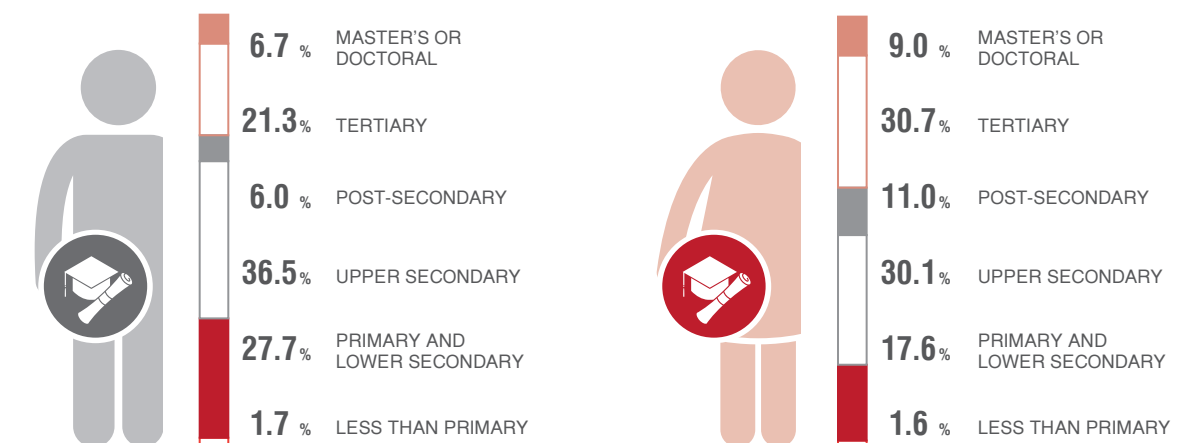 6.7 % MASTER'S OR
DOCTORAL
21.3% TERTIARY
6.0 % POST-SECONDARY
36.5% UPPER SECONDARY
27.7% PRIMARY AND
LOWER SECONDARY
1.7 % LESS THAN PRIMARY
9.0 % MASTER'S OR
DOCTORAL
30.7% TERTIARY
11.0% POST-SECONDARY
30.1% UPPER SECONDARY
17.6% PRIMARY AND
LOWER SECONDARY
1.6 % LESS THAN PRIMARY